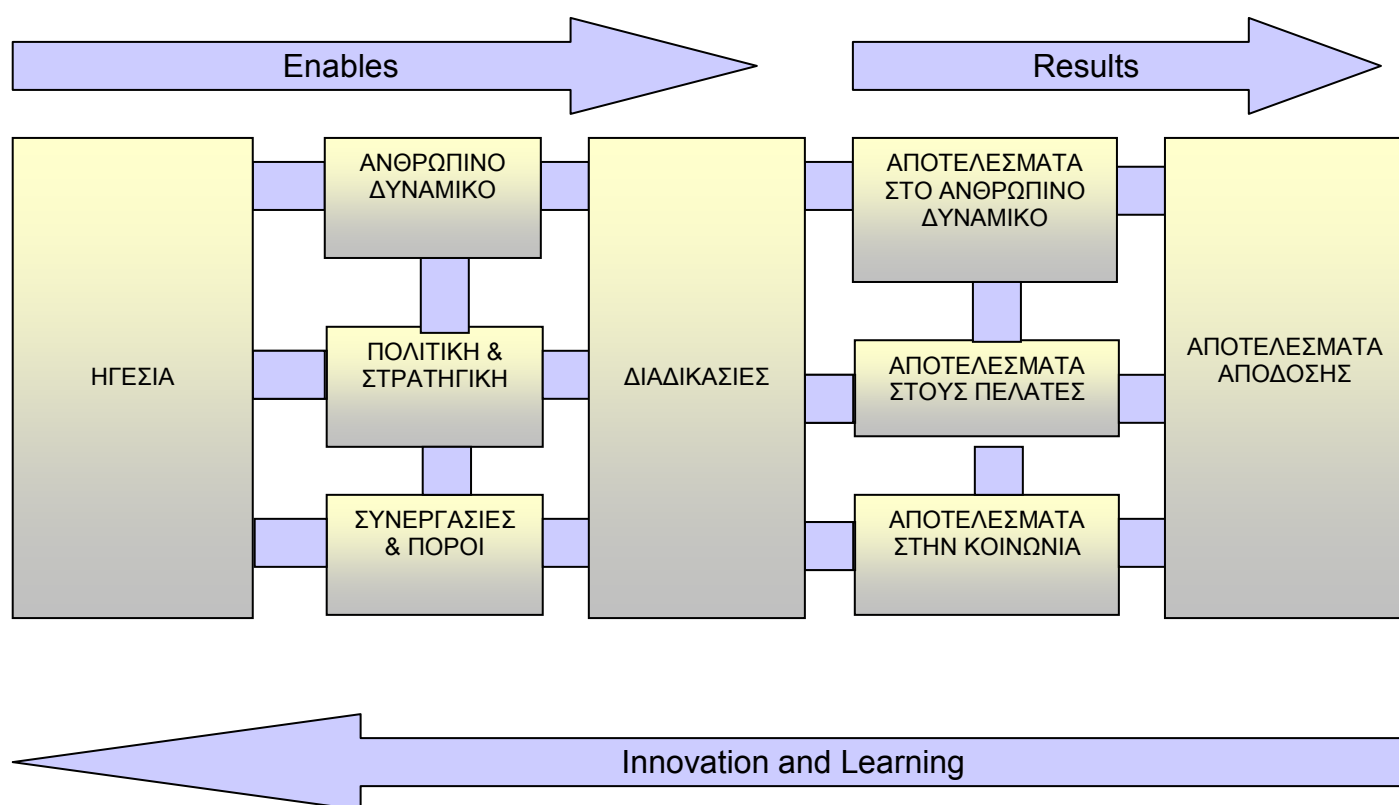 Enables
Results
ΗΓΕΣΙΑ
ΑΝΘΡΩΠΙΝΟ
ΔΥΝΑΜΙΚΟ
ΠΟΛΙΤΙΚΗ &
ΣΤΡΑΤΗΓΙΚΗ
ΣΥΝΕΡΓΑΣΙΕΣ
& ΠΟΡΟΙ
ΔΙΑΔΙΚΑΣΙΕΣ
ΑΠΟΤΕΛΕΣΜΑΤΑ
ΣΤΟ ΑΝΘΡΩΠΙΝΟ
ΔΥΝΑΜΙΚΟ
ΑΠΟΤΕΛΕΣΜΑΤΑ
ΣΤΟΥΣ ΠΕΛΑΤΕΣ
ΑΠΟΤΕΛΕΣΜΑΤΑ
ΣΤΗΝ ΚΟΙΝΩΝΙΑ
ΑΠΟΤΕΛΕΣΜΑΤΑ
ΑΠΟΔΟΣΗΣ
Innovation and Learning